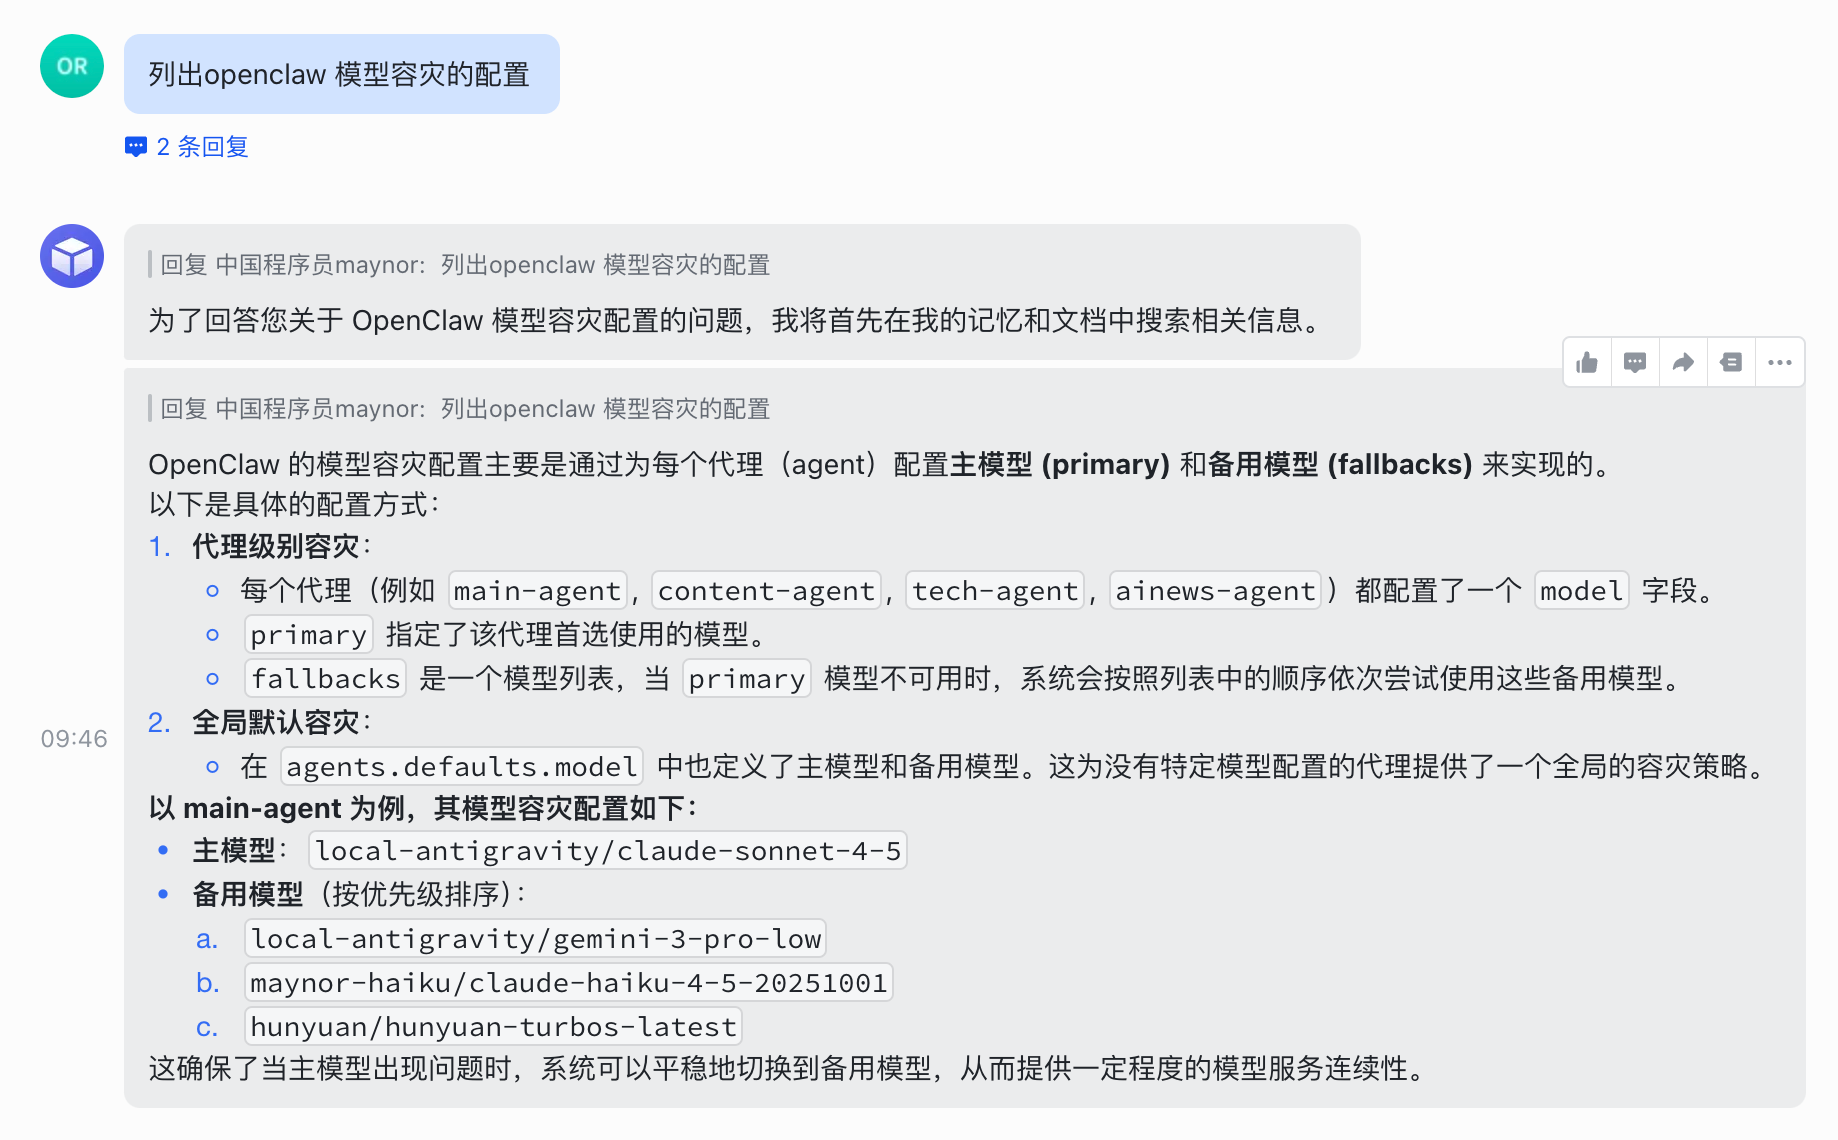 OR
列出openclaw 模型容灾的配置
2 条回复
回复 中国程序员maynor: 列出openclaw 模型容灾的配置
为了回答您关于 OpenClaw 模型容灾配置的问题，我将首先在我的记忆和文档中搜索相关信息。
回复 中国程序员maynor: 列出openclaw 模型容灾的配置
OpenClaw 的模型容灾配置主要是通过为每个代理（agent）配置主模型 (primary) 和备用模型 (fallbacks) 来实现的。
以下是具体的配置方式：
1. 代理级别容灾：
每个代理（例如 main-agent, content-agent, tech-agent, ainews-agent）都配置了一个 model 字段。
primary 指定了该代理首选使用的模型。
fallbacks 是一个模型列表，当 primary 模型不可用时，系统会按照列表中的顺序依次尝试使用这些备用模型。
2. 全局默认容灾：
09:46
在 agents.defaults.model 中也定义了主模型和备用模型。这为没有特定模型配置的代理提供了一个全局的容灾策略。
以 main-agent 为例，其模型容灾配置如下：
• 主模型： local-antigravity/claude-sonnet-4-5
• 备用模型（按优先级排序）：
a. local-antigravity/gemini-3-pro-low
b. maynor-haiku/claude-haiku-4-5-20251001
c. hunyuan/hunyuan-turbos-latest
这确保了当主模型出现问题时，系统可以平稳地切换到备用模型，从而提供一定程度的模型服务连续性。